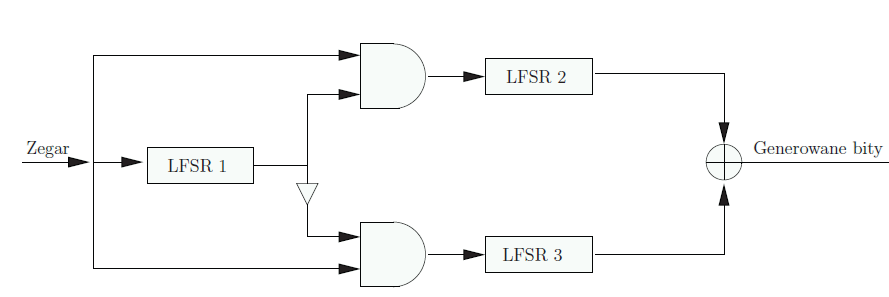 Zegar
LFSR 1
LFSR 2
LFSR 3
Generowane bity